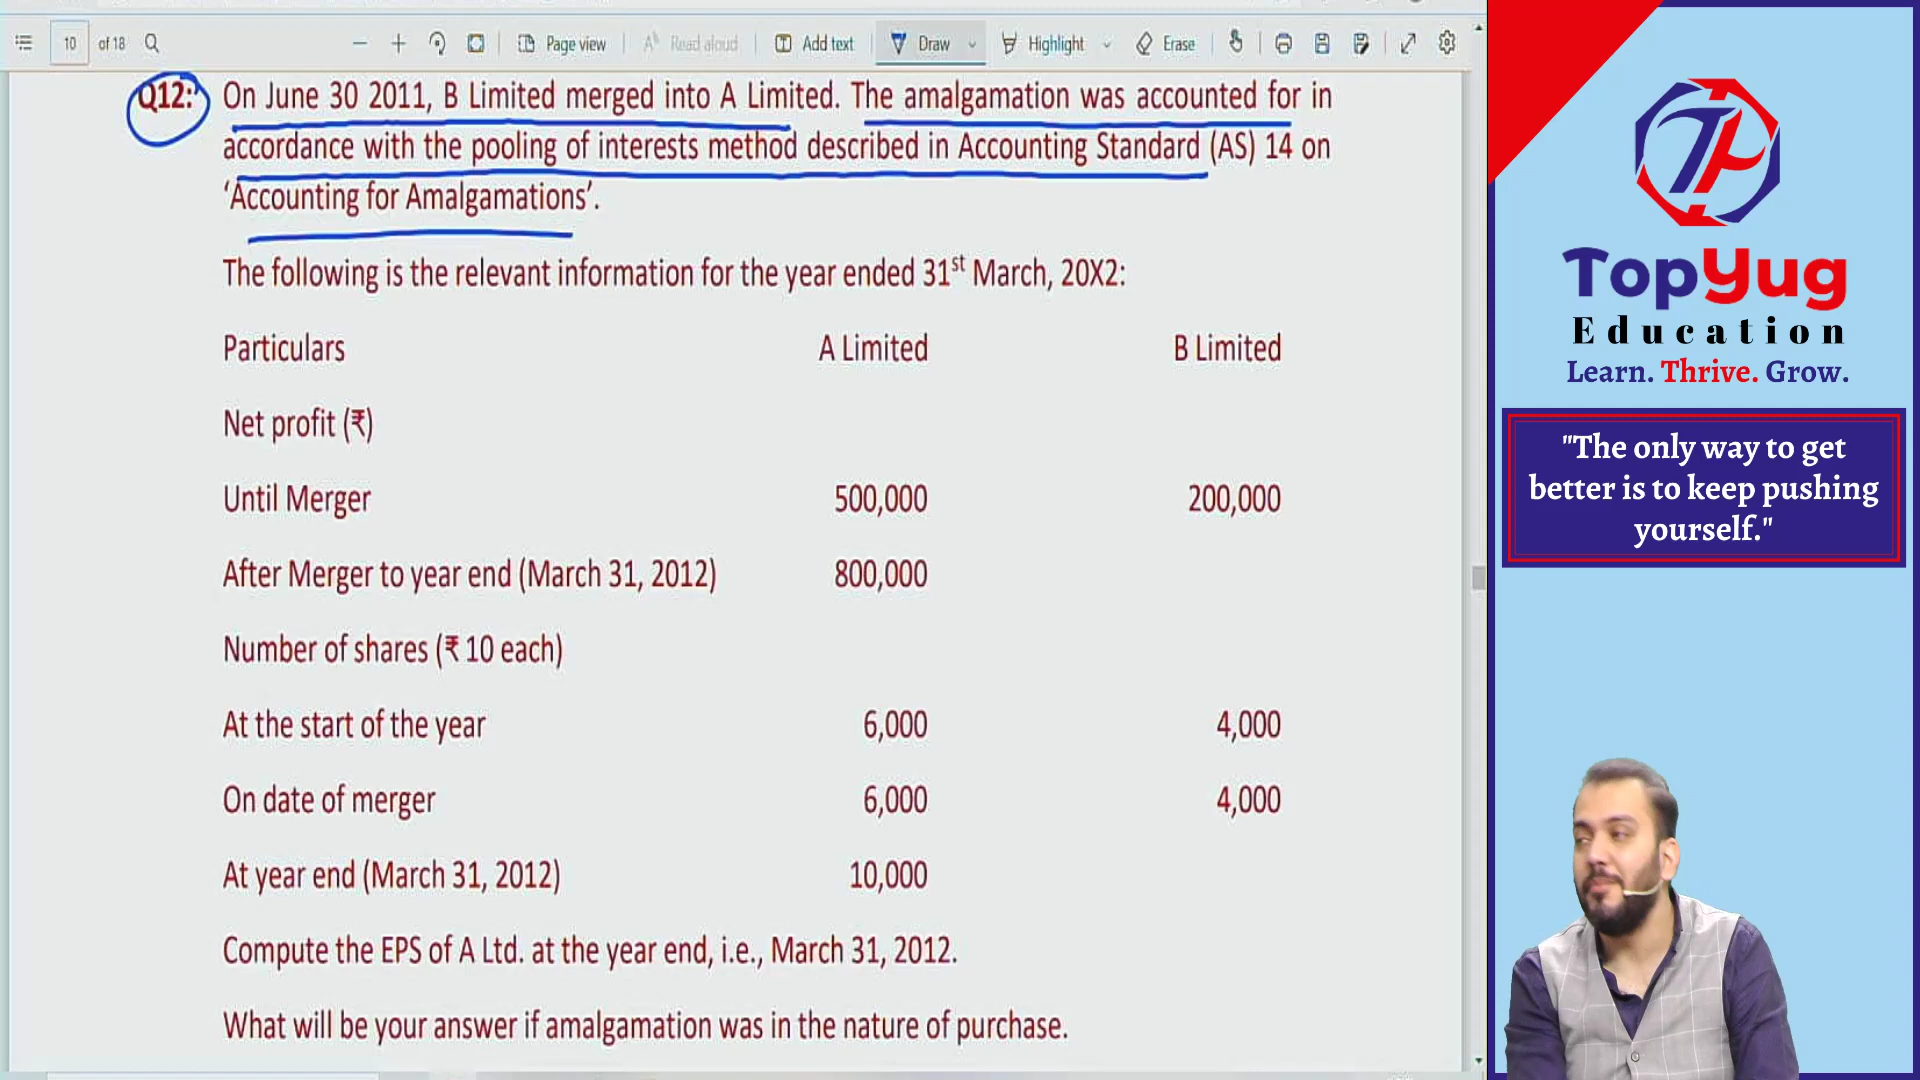 10 of 18 Page view Read aloud Add text Draw Highlight Erase
Q12: On June 30 2011, B Limited merged into A Limited. The amalgamation was accounted for in
accordance with the pooling of interests method described in Accounting Standard (AS) 14 on
‘Accounting for Amalgamations’.
The following is the relevant information for the year ended 31st March, 20X2:
Particulars A Limited B Limited
Net profit (₹)
Until Merger 500,000 200,000
After Merger to year end (March 31, 2012) 800,000
Number of shares (₹ 10 each)
At the start of the year 6,000 4,000
On date of merger 6,000 4,000
At year end (March 31, 2012) 10,000
Compute the EPS of A Ltd. at the year end, i.e., March 31, 2012.
What will be your answer if amalgamation was in the nature of purchase.
TopYug
Education
Learn. Thrive. Grow.
"The only way to get
better is to keep pushing
yourself."